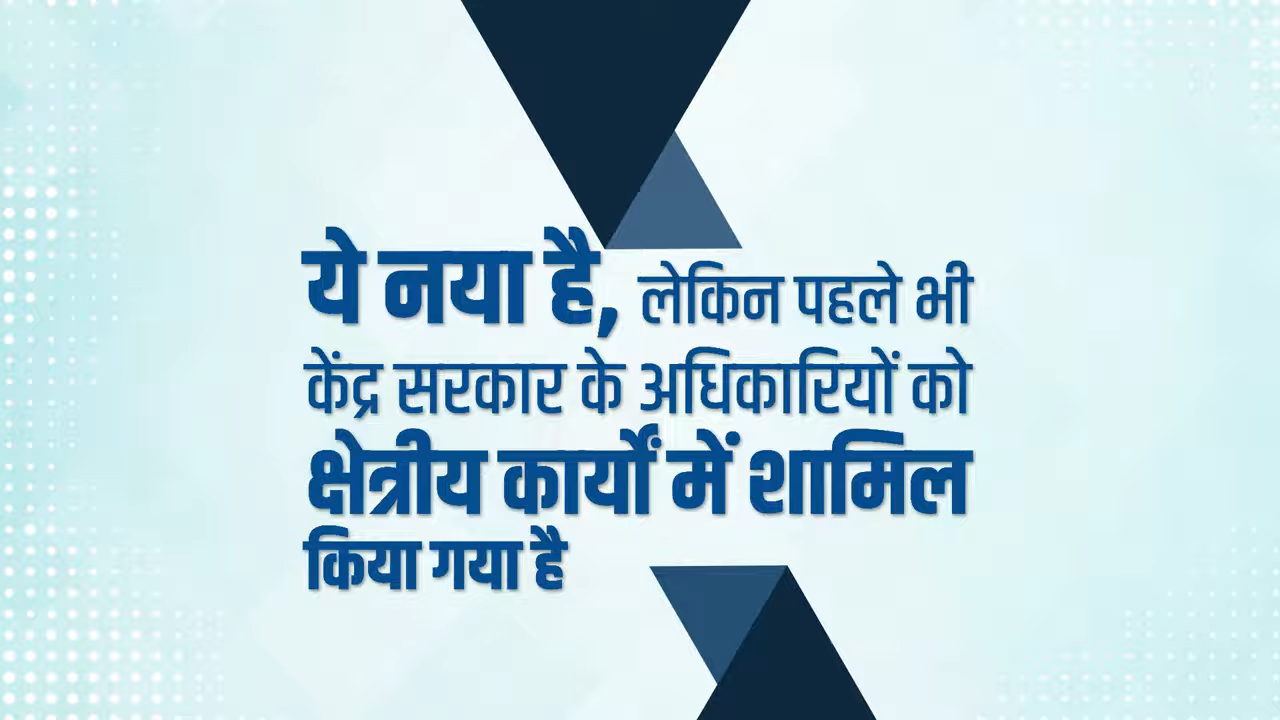 ये नया है, लेकिन पहले भी
केंद्र सरकार के अधिकारियों को
क्षेत्रीय कार्यों में शामिल
किया गया है